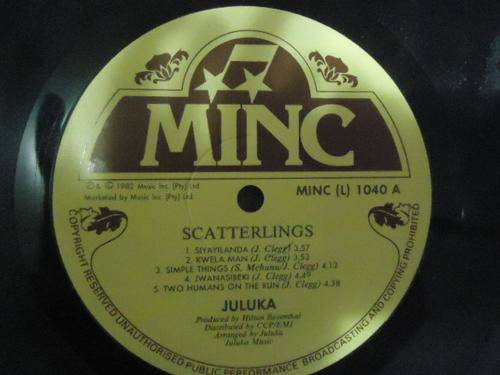 MINC
℗ & © 1982 Music Inc. (Pty) Ltd
Marketed by Music Inc. (Pty) Ltd.
MINC (L) 1040 A
SCATTERLINGS
1. SIYAYILANDA (J. Clegg) 3,57
2. KWELA MAN (J. Clegg) 3,53
3. SIMPLE THINGS (S. Mchunu/J. Clegg) 4,12
4. JWANASIBEKI (J. Clegg) 4,49
5. TWO HUMANS ON THE RUN (J. Clegg) 4,38
JULUKA
Produced by Hilton Rosenthal
Distributed by CCP/EMI
Arranged by Juluka
Juluka Music
UNAUTHORISED PUBLIC PERFORMANCE BROADCASTING AND COPYING PROHIBITED